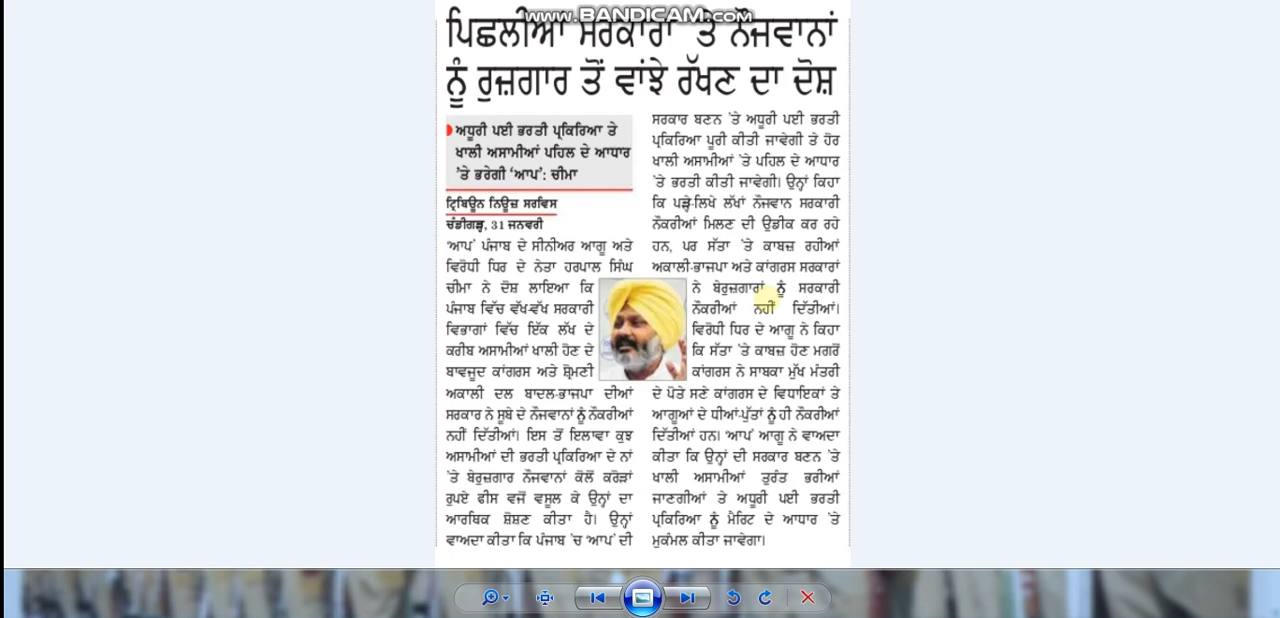 www.BANDICAM.com
ਪਿਛਲੀਆਂ ਸਰਕਾਰਾਂ 'ਤੇ ਨੌਜਵਾਨਾਂ
ਨੂੰ ਰੁਜ਼ਗਾਰ ਤੋਂ ਵਾਂਝੇ ਰੱਖਣ ਦਾ ਦੋਸ਼
ਅਧੂਰੀ ਪਈ ਭਰਤੀ ਪ੍ਰਕਿਰਿਆ ਤੇ
ਖਾਲੀ ਅਸਾਮੀਆਂ ਪਹਿਲ ਦੇ ਆਧਾਰ
'ਤੇ ਭਰੇਗੀ 'ਆਪ': ਚੀਮਾ
ਟ੍ਰਿਬਿਊਨ ਨਿਊਜ਼ ਸਰਵਿਸ
ਚੰਡੀਗੜ੍ਹ, 31 ਜਨਵਰੀ
'ਆਪ' ਪੰਜਾਬ ਦੇ ਸੀਨੀਅਰ ਆਗੂ ਅਤੇ
ਵਿਰੋਧੀ ਧਿਰ ਦੇ ਨੇਤਾ ਹਰਪਾਲ ਸਿੰਘ
ਚੀਮਾ ਨੇ ਦੋਸ਼ ਲਾਇਆ ਕਿ
ਪੰਜਾਬ ਵਿੱਚ ਵੱਖ-ਵੱਖ ਸਰਕਾਰੀ
ਵਿਭਾਗਾਂ ਵਿੱਚ ਇੱਕ ਲੱਖ ਦੇ
ਕਰੀਬ ਅਸਾਮੀਆਂ ਖਾਲੀ ਹੋਣ ਦੇ
ਬਾਵਜੂਦ ਕਾਂਗਰਸ ਅਤੇ ਸ਼੍ਰੋਮਣੀ
ਅਕਾਲੀ ਦਲ ਬਾਦਲ-ਭਾਜਪਾ ਦੀਆਂ
ਸਰਕਾਰ ਨੇ ਸੂਬੇ ਦੇ ਨੌਜਵਾਨਾਂ ਨੂੰ ਨੌਕਰੀਆਂ
ਨਹੀਂ ਦਿੱਤੀਆਂ। ਇਸ ਤੋਂ ਇਲਾਵਾ ਕੁਝ
ਅਸਾਮੀਆਂ ਦੀ ਭਰਤੀ ਪ੍ਰਕਿਰਿਆ ਦੇ ਨਾਂ
'ਤੇ ਬੇਰੁਜ਼ਗਾਰ ਨੌਜਵਾਨਾਂ ਕੋਲੋਂ ਕਰੋੜਾਂ
ਰੁਪਏ ਫੀਸ ਵਜੋਂ ਵਸੂਲ ਕੇ ਉਨ੍ਹਾਂ ਦਾ
ਆਰਥਿਕ ਸ਼ੋਸ਼ਣ ਕੀਤਾ ਹੈ। ਉਨ੍ਹਾਂ
ਵਾਅਦਾ ਕੀਤਾ ਕਿ ਪੰਜਾਬ 'ਚ 'ਆਪ' ਦੀ
ਸਰਕਾਰ ਬਣਨ 'ਤੇ ਅਧੂਰੀ ਪਈ ਭਰਤੀ
ਪ੍ਰਕਿਰਿਆ ਪੂਰੀ ਕੀਤੀ ਜਾਵੇਗੀ ਤੇ ਹੋਰ
ਖਾਲੀ ਅਸਾਮੀਆਂ 'ਤੇ ਪਹਿਲ ਦੇ ਆਧਾਰ
'ਤੇ ਭਰਤੀ ਕੀਤੀ ਜਾਵੇਗੀ। ਉਨ੍ਹਾਂ ਕਿਹਾ
ਕਿ ਪੜ੍ਹੇ-ਲਿਖੇ ਲੱਖਾਂ ਨੌਜਵਾਨ ਸਰਕਾਰੀ
ਨੌਕਰੀਆਂ ਮਿਲਣ ਦੀ ਉਡੀਕ ਕਰ ਰਹੇ
ਹਨ, ਪਰ ਸੱਤਾ 'ਤੇ ਕਾਬਜ਼ ਰਹੀਆਂ
ਅਕਾਲੀ-ਭਾਜਪਾ ਅਤੇ ਕਾਂਗਰਸ ਸਰਕਾਰਾਂ
ਨੇ ਬੇਰੁਜ਼ਗਾਰਾਂ ਨੂੰ ਸਰਕਾਰੀ
ਨੌਕਰੀਆਂ ਨਹੀਂ ਦਿੱਤੀਆਂ।
ਵਿਰੋਧੀ ਧਿਰ ਦੇ ਆਗੂ ਨੇ ਕਿਹਾ
ਕਿ ਸੱਤਾ 'ਤੇ ਕਾਬਜ਼ ਹੋਣ ਮਗਰੋਂ
ਕਾਂਗਰਸ ਨੇ ਸਾਬਕਾ ਮੁੱਖ ਮੰਤਰੀ
ਦੇ ਪੋਤੇ ਸਣੇ ਕਾਂਗਰਸ ਦੇ ਵਿਧਾਇਕਾਂ ਤੇ
ਆਗੂਆਂ ਦੇ ਧੀਆਂ-ਪੁੱਤਾਂ ਨੂੰ ਹੀ ਨੌਕਰੀਆਂ
ਦਿੱਤੀਆਂ ਹਨ। 'ਆਪ' ਆਗੂ ਨੇ ਵਾਅਦਾ
ਕੀਤਾ ਕਿ ਉਨ੍ਹਾਂ ਦੀ ਸਰਕਾਰ ਬਣਨ 'ਤੇ
ਖਾਲੀ ਅਸਾਮੀਆਂ ਤੁਰੰਤ ਭਰੀਆਂ
ਜਾਣਗੀਆਂ ਤੇ ਅਧੂਰੀ ਪਈ ਭਰਤੀ
ਪ੍ਰਕਿਰਿਆ ਨੂੰ ਮੈਰਿਟ ਦੇ ਆਧਾਰ 'ਤੇ
ਮੁਕੰਮਲ ਕੀਤਾ ਜਾਵੇਗਾ।